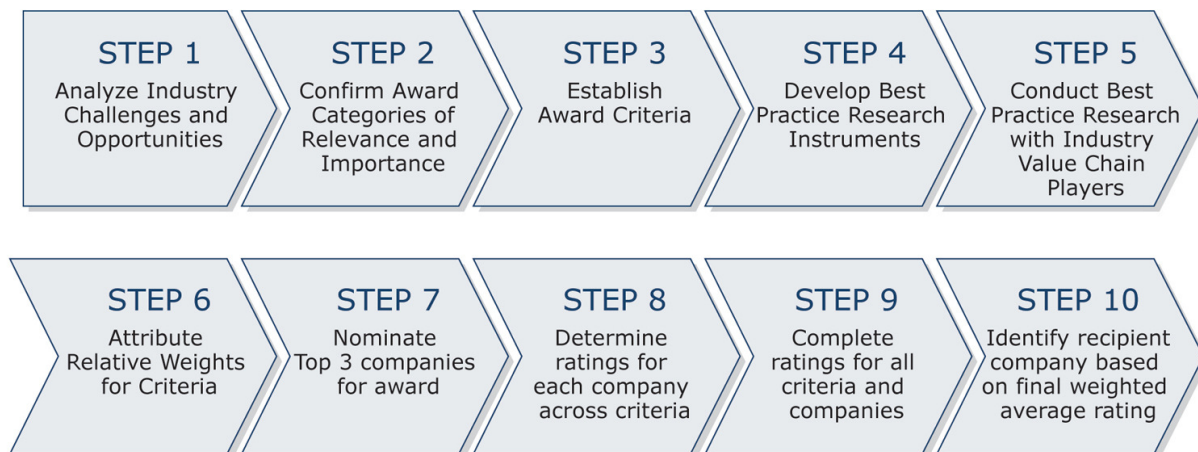 STEP 1
Analyze Industry
Challenges and
Opportunities
STEP 2
Confirm Award
Categories of
Relevance and
Importance
STEP 3
Establish
Award Criteria
STEP 4
Develop Best
Practice Research
Instruments
STEP 5
Conduct Best
Practice Research
with Industry
Value Chain
Players
STEP 6
Attribute
Relative Weights
for Criteria
STEP 7
Nominate
Top 3 companies
for award
STEP 8
Determine
ratings for
each company
across criteria
STEP 9
Complete
ratings for all
criteria and
companies
STEP 10
Identify recipient
company based
on final weighted
average rating